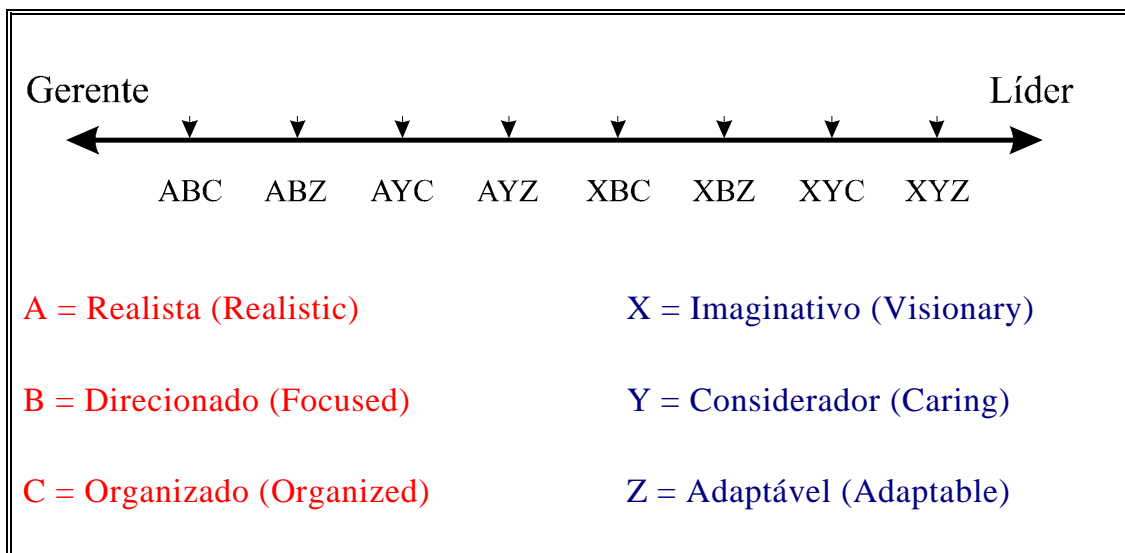 Gerente Líder
ABC ABZ AYC AYZ XBC XBZ XYC XYZ
A = Realista (Realistic) X = Imaginativo (Visionary)
B = Direcionado (Focused) Y = Considerador (Caring)
C = Organizado (Organized) Z = Adaptável (Adaptable)